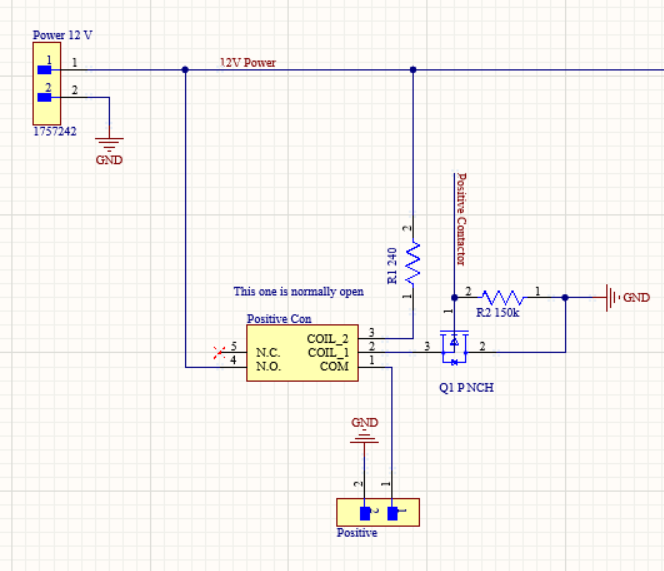 Power 12 V
1 1
12V Power
2 2
1757242
GND
Positive Contactor
2
R1 240
1
2 1
GND
R2 150k
1
This one is normally open
Positive Con
COIL_2 3
5 N.C. COIL_1 2
4 N.O. COM 1
3 2
Q1 P NCH
GND
2 1
2 1
Positive